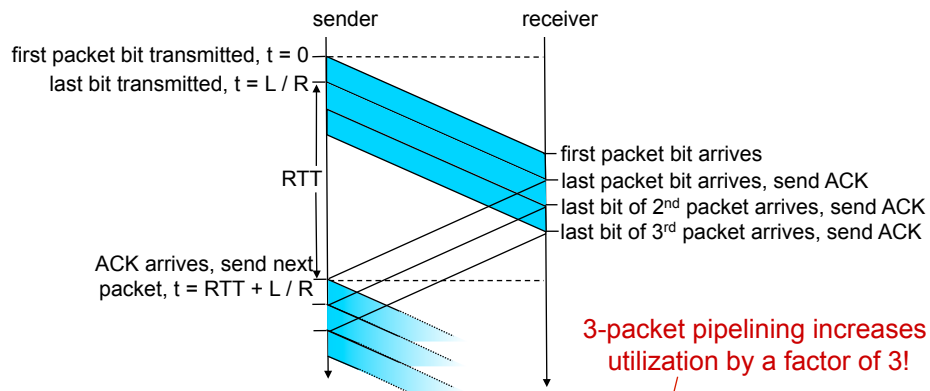 sender
receiver
first packet bit transmitted, t = 0
last bit transmitted, t = L / R
first packet bit arrives
RTT
last packet bit arrives, send ACK
last bit of 2nd packet arrives, send ACK
last bit of 3rd packet arrives, send ACK
ACK arrives, send next
packet, t = RTT + L / R
3-packet pipelining increases
utilization by a factor of 3!